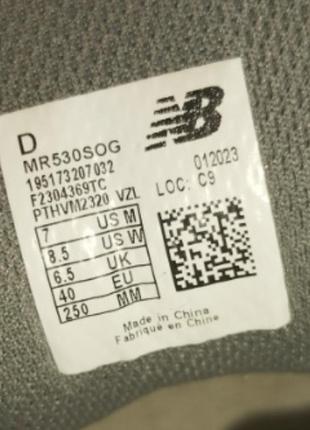 D
NB
MR530SOG
195173207032
012023
F2304369TC
LOC: C9
PTHVM2320 VZL
7 US M
8.5 US W
6.5 UK
40 EU
250 MM
Made in China
Fabriqué en Chine